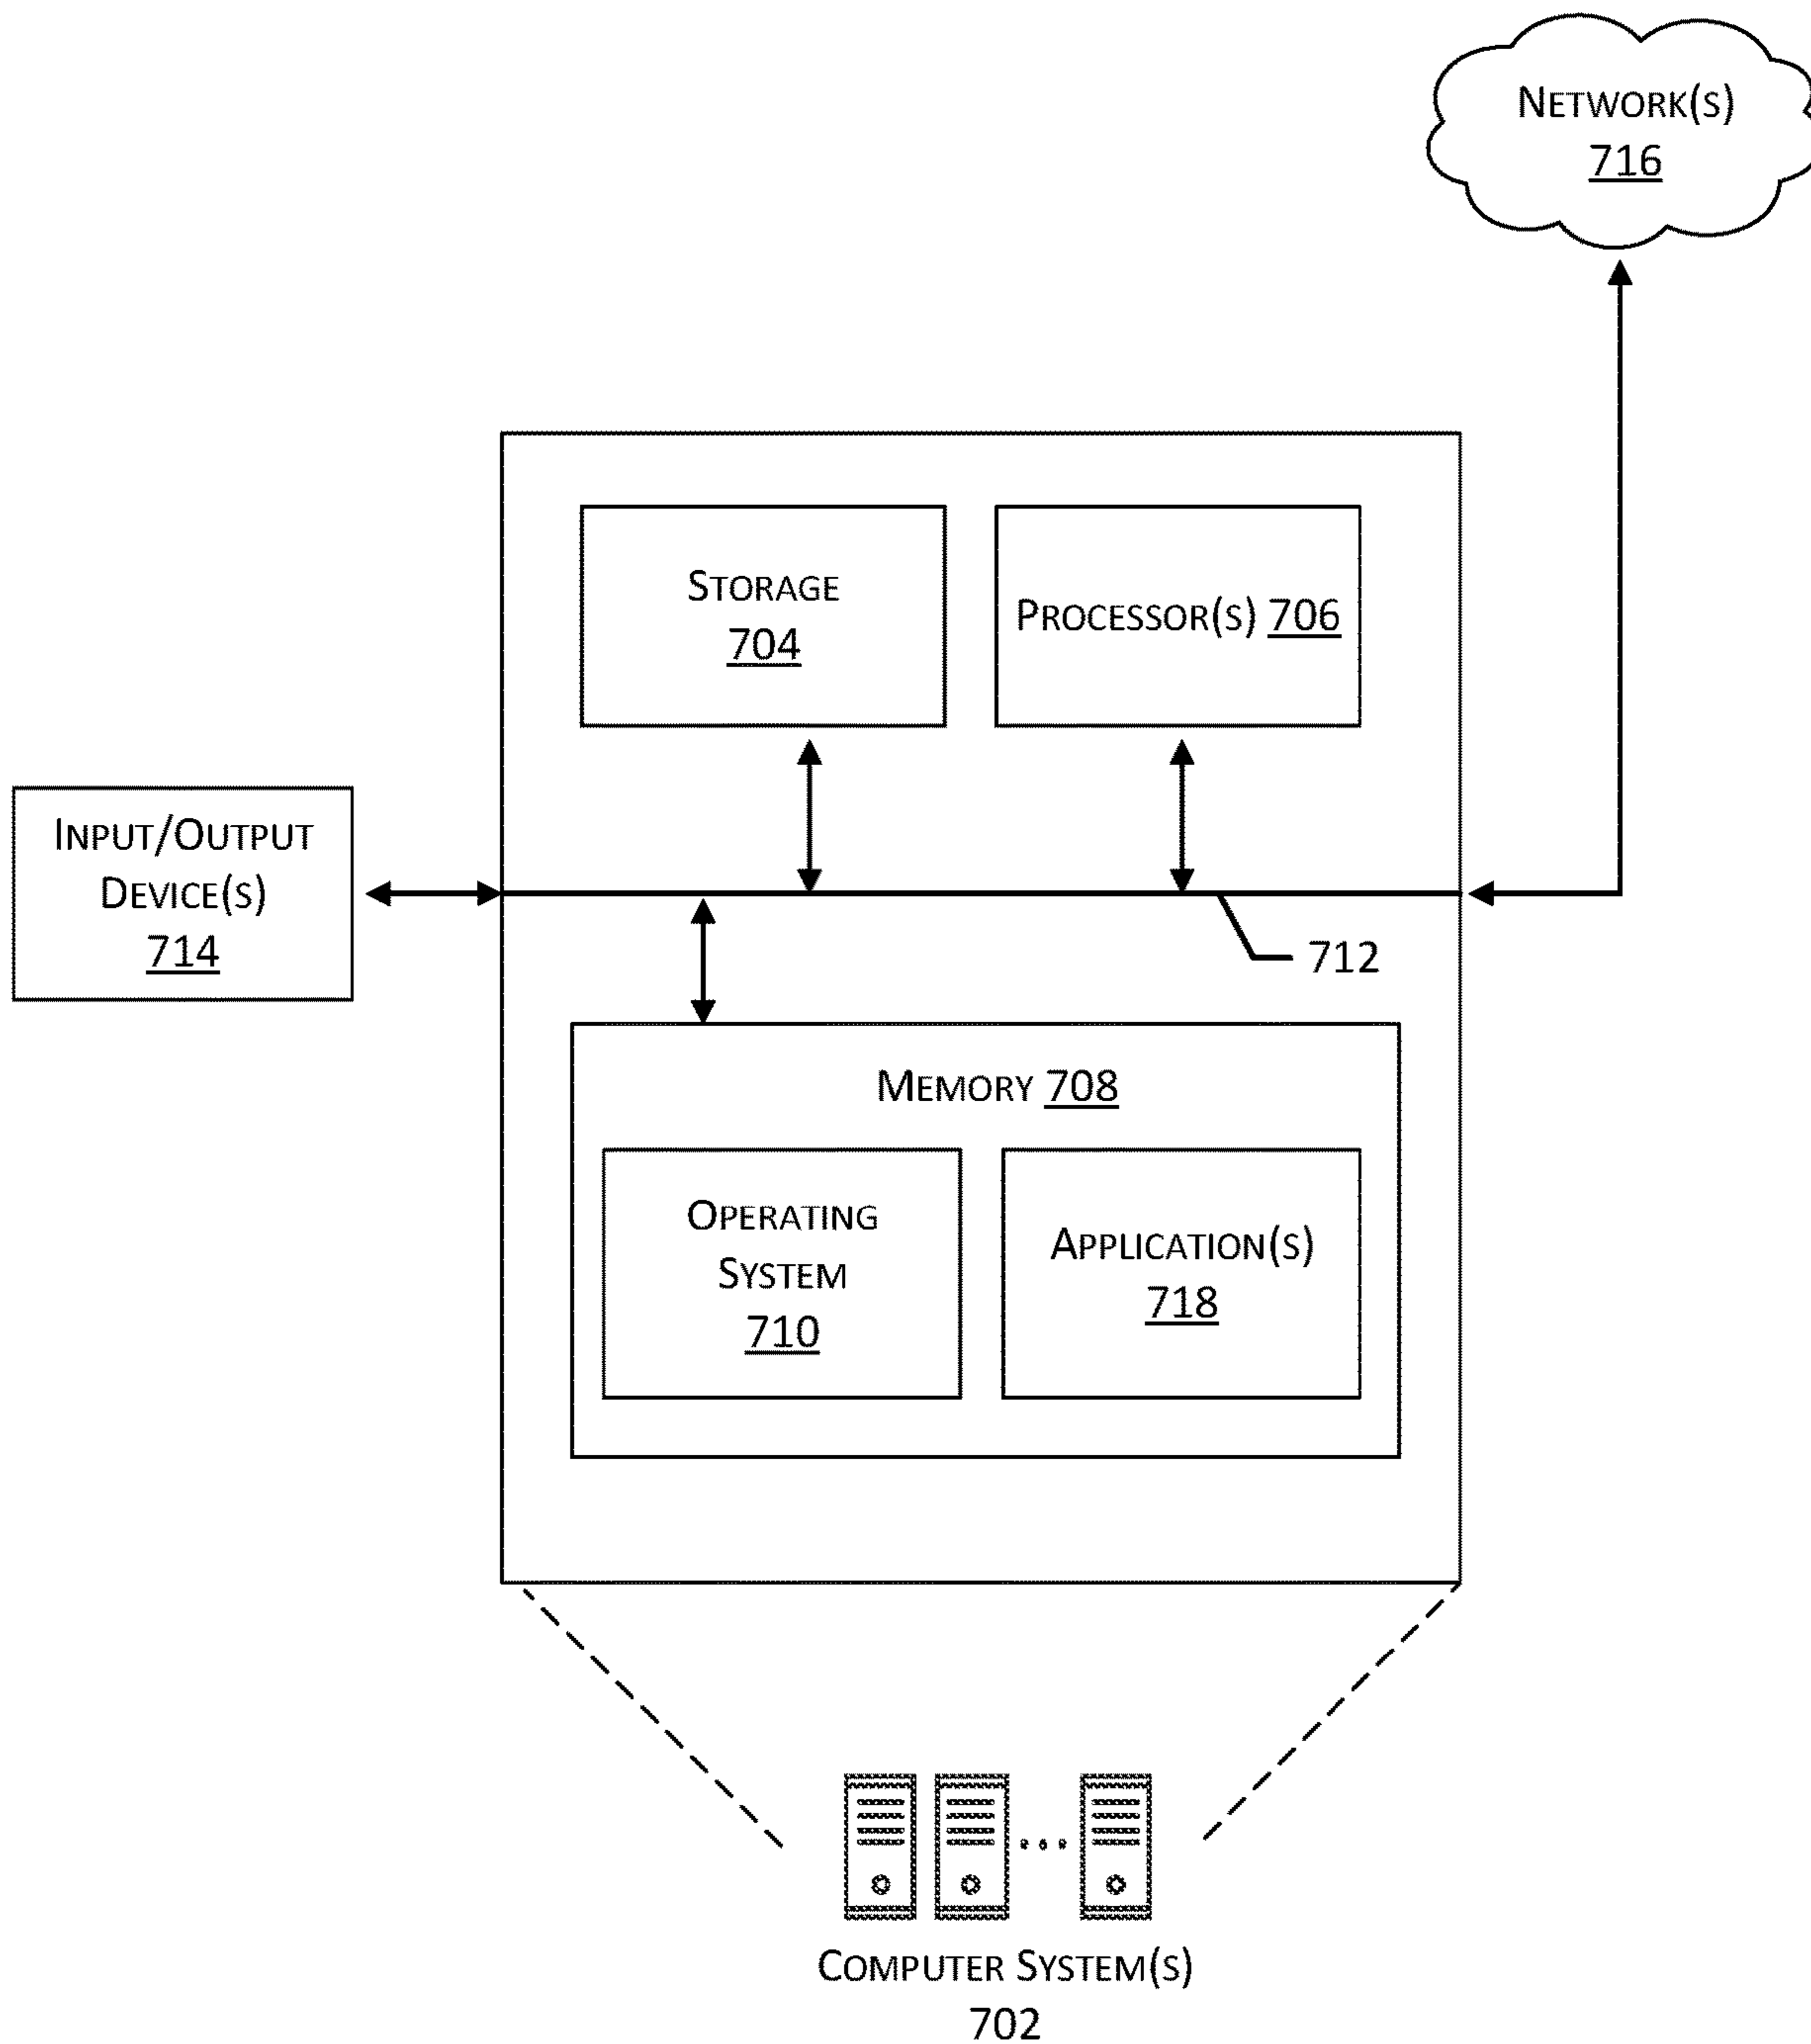 NETWORK(S)
716
STORAGE
704
PROCESSOR(S) 706
INPUT/OUTPUT
DEVICE(S)
714
712
MEMORY 708
OPERATING
SYSTEM
710
APPLICATION(S)
718
COMPUTER SYSTEM(S)
702